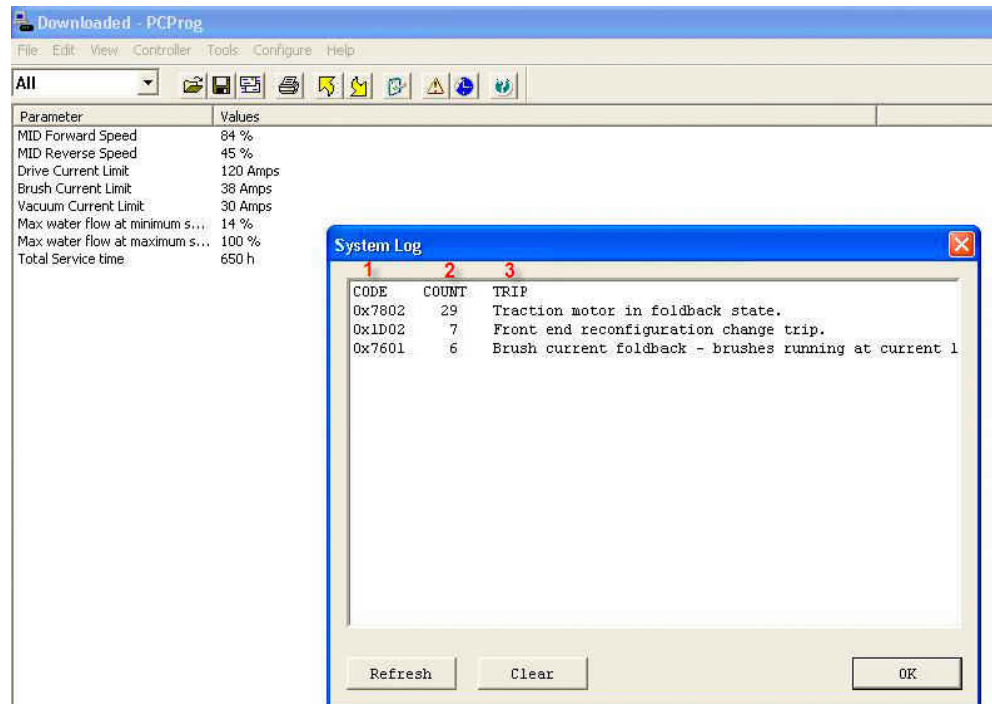 Downloaded - PCProg
File Edit View Controller Tools Configure Help
All
Parameter Values
MID Forward Speed 84 %
MID Reverse Speed 45 %
Drive Current Limit 120 Amps
Brush Current Limit 38 Amps
Vacuum Current Limit 30 Amps
Max water flow at minimum s... 14 %
Max water flow at maximum s... 100 %
Total Service time 650 h
System Log
1 2 3
CODE COUNT TRIP
0x7802 29 Traction motor in foldback state.
0x1D02 7 Front end reconfiguration change trip.
0x7601 6 Brush current foldback - brushes running at current l
Refresh Clear OK